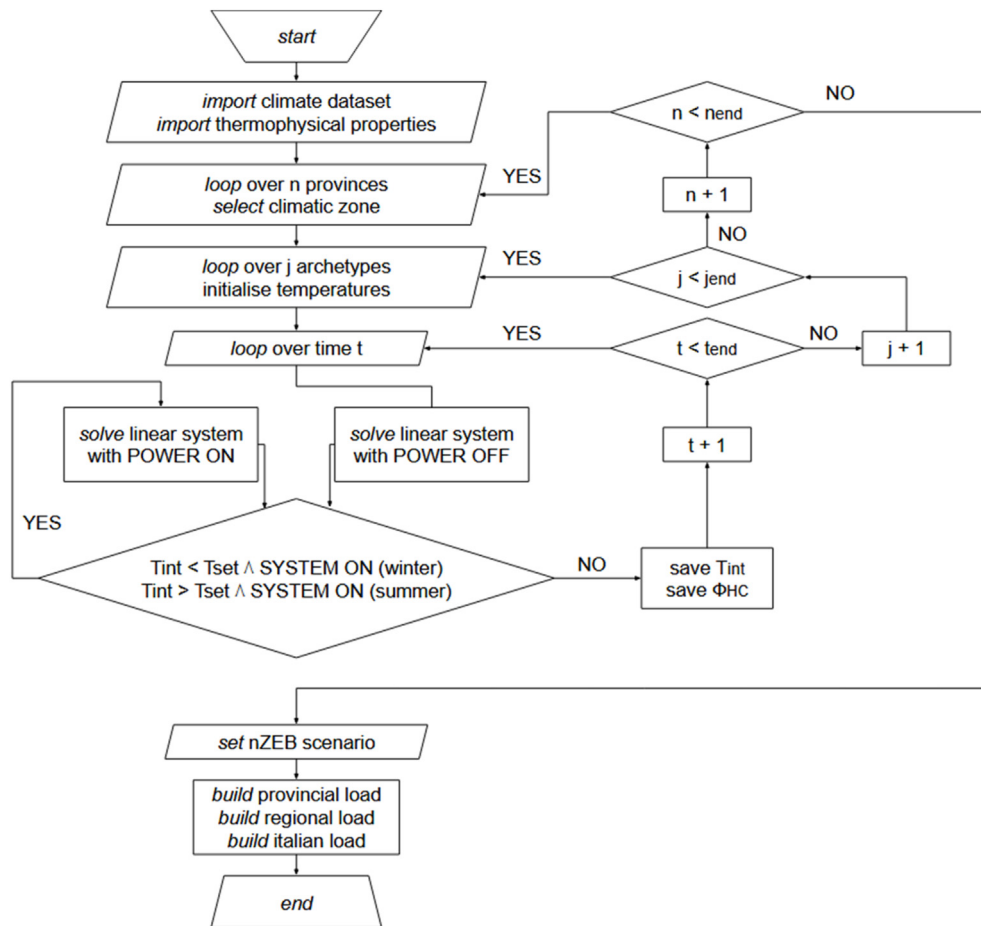 start
import climate dataset
import thermophysical properties
n < nend
NO
YES
loop over n provinces
select climatic zone
n + 1
NO
loop over j archetypes
initialise temperatures
YES
j < jend
loop over time t
YES
t < tend
NO
j + 1
solve linear system
with POWER ON
solve linear system
with POWER OFF
t + 1
YES
Tint < Tset Λ SYSTEM ON (winter)
Tint > Tset Λ SYSTEM ON (summer)
NO
save Tint
save ΦHC
set nZEB scenario
build provincial load
build regional load
build italian load
end